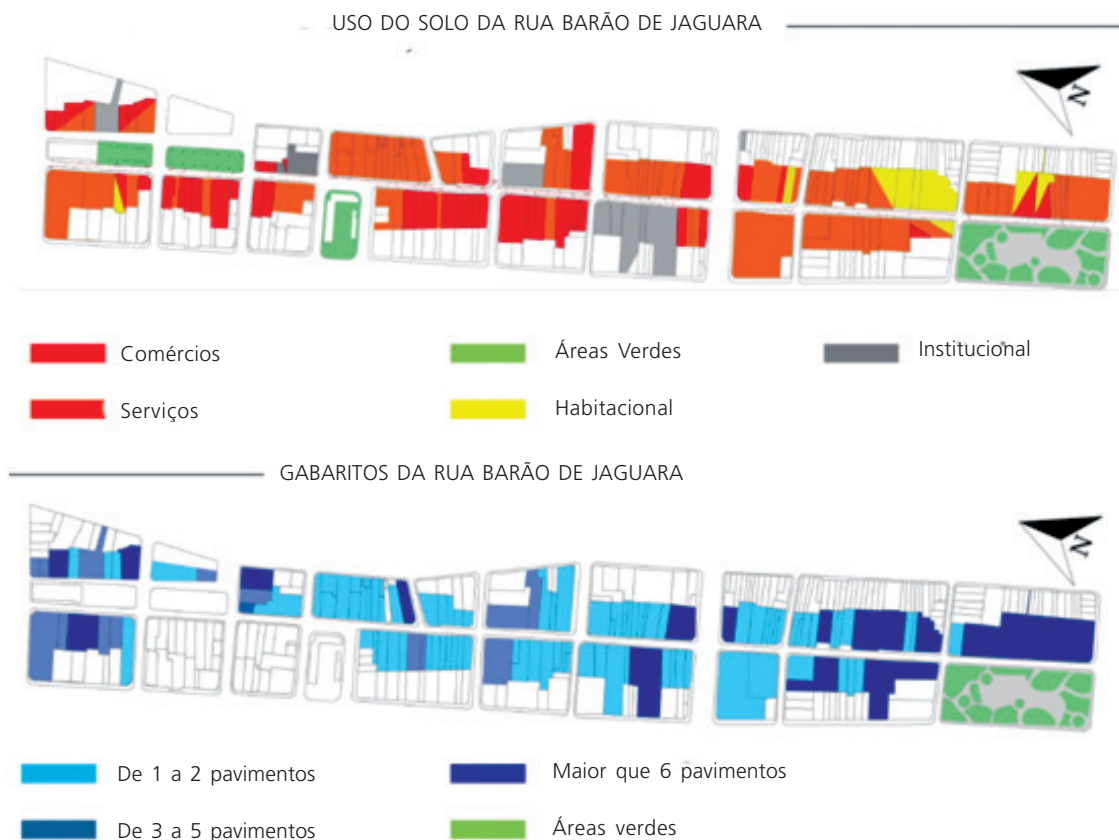 USO DO SOLO DA RUA BARÃO DE JAGUARA
N
Comércios
Áreas Verdes
Institucional
Serviços
Habitacional
GABARITOS DA RUA BARÃO DE JAGUARA
N
De 1 a 2 pavimentos
Maior que 6 pavimentos
De 3 a 5 pavimentos
Áreas verdes